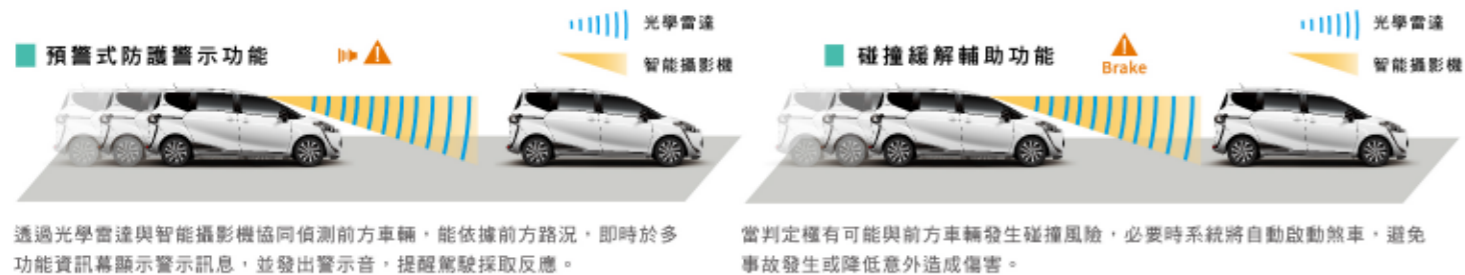 預警式防護警示功能
光學雷達
智能攝影機
透過光學雷達與智能攝影機協同偵測前方車輛，能依據前方路況，即時於多
功能資訊幕顯示警示訊息，並發出警示音，提醒駕駛採取反應。
碰撞緩解輔助功能
Brake
光學雷達
智能攝影機
當判定極有可能與前方車輛發生碰撞風險，必要時系統將自動啟動煞車，避免
事故發生或降低意外造成傷害。